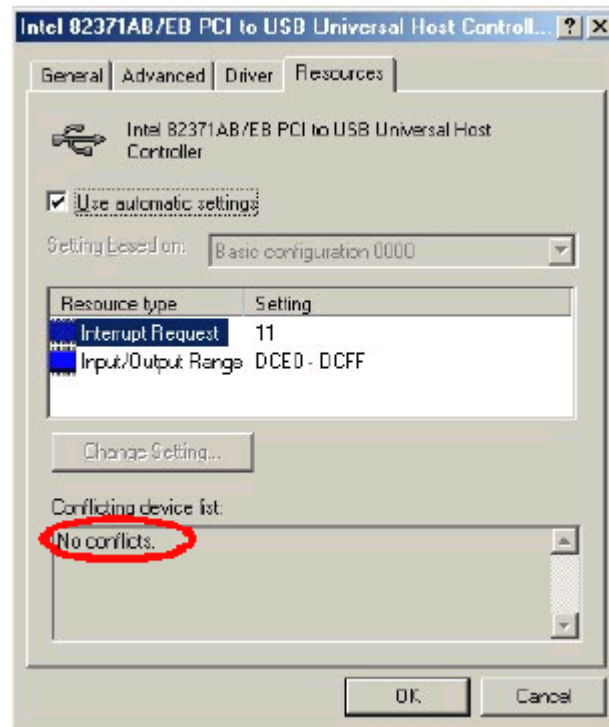 Intel 82371AB/EB PCI to USB Universal Host Controll... ? X
General Advanced Driver Resources
Intel 82371AB/EB PCI to USB Universal Host
Controller
Use automatic settings
Setting based on: Basic configuration 0000
Resource type Setting
Interrupt Request 11
Input/Output Range DCE0 - DCFF
Change Setting...
Conflicting device list:
No conflicts.
OK Cancel